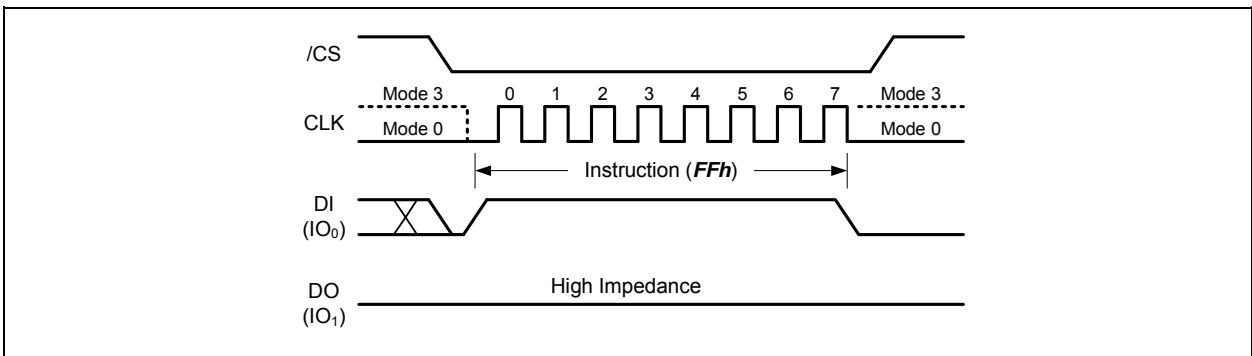 /CS
Mode 3 0 1 2 3 4 5 6 7 Mode 3
CLK
Mode 0 Mode 0
Instruction (FFh)
DI
(IO₀)
High Impedance
DO
(IO₁)